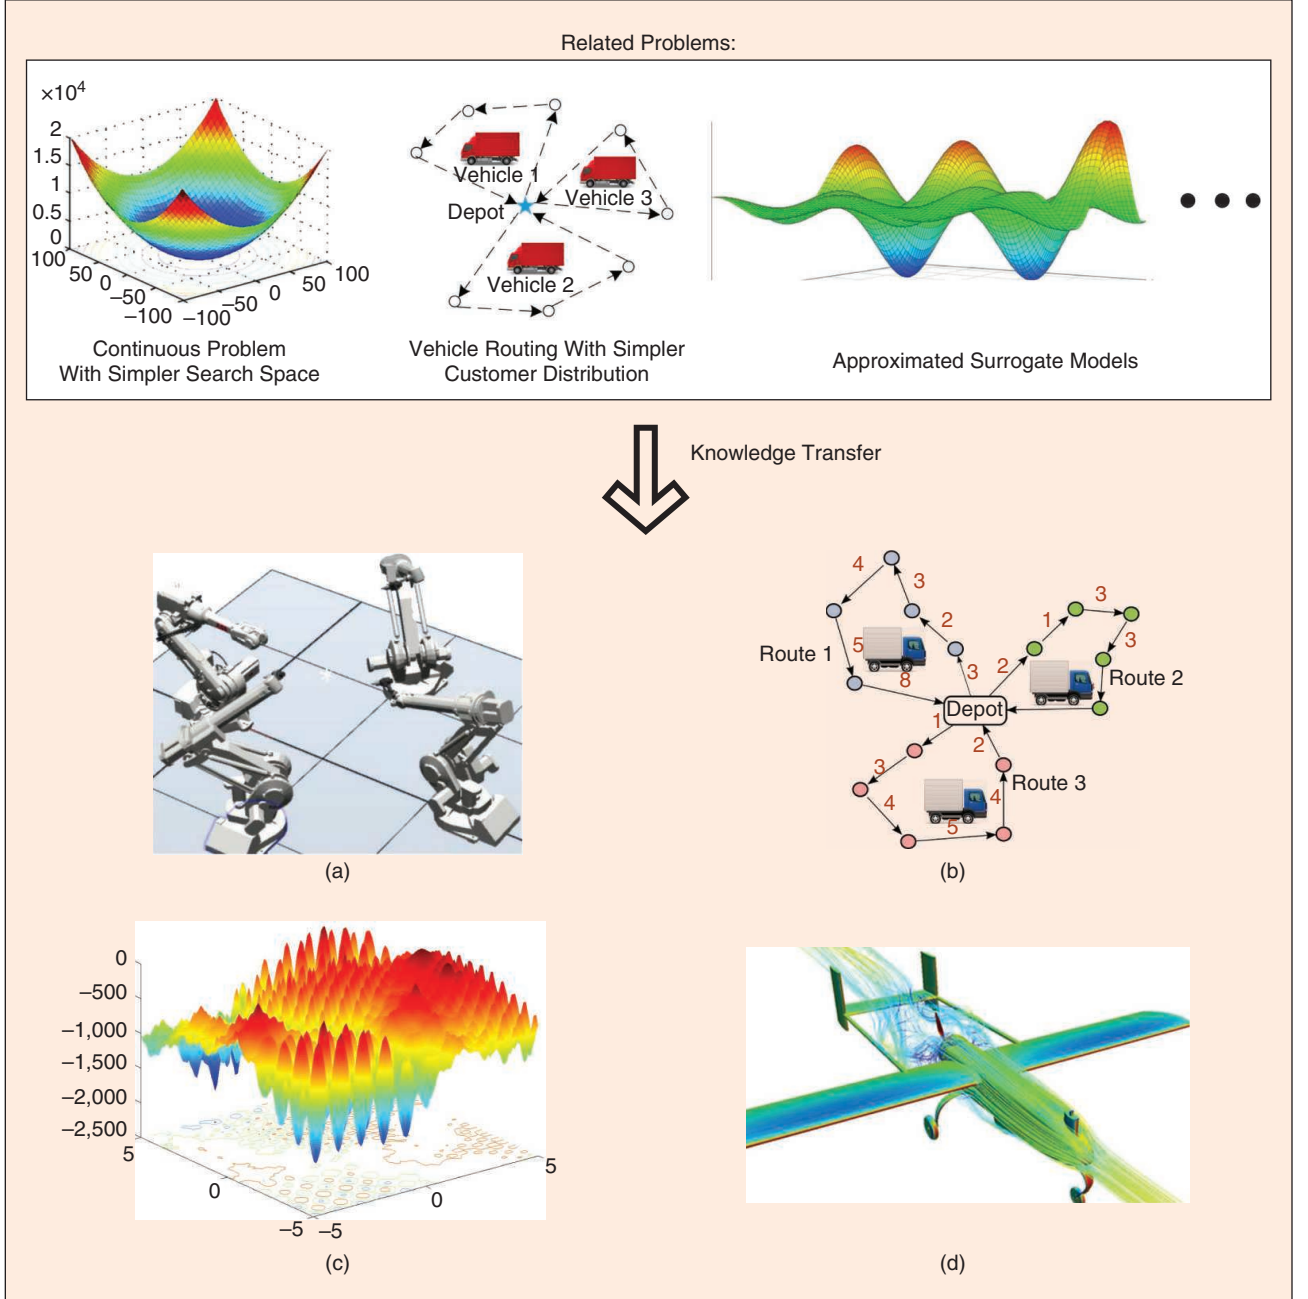 Related Problems:
×10⁴
2
1.5
1
0.5
0
100
50
0
–50
–100
–100
–50
0
50
100
Continuous Problem
With Simpler Search Space
Vehicle 1
Vehicle 3
Depot
Vehicle 2
Vehicle Routing With Simpler
Customer Distribution
Approximated Surrogate Models
Knowledge Transfer
(a)
4
3
2
3
5
8
Route 1
1
3
3
2
Route 2
Depot
1
3
4
5
4
2
Route 3
(b)
0
–500
–1,000
–1,500
–2,000
–2,500
5
0
–5
–5
0
5
(c)
(d)